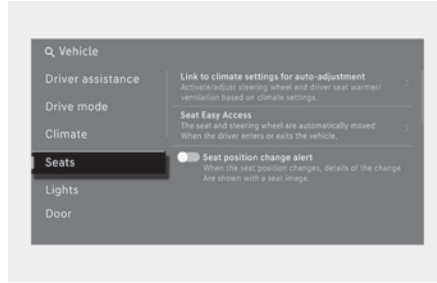 Vehicle
Driver assistance
Drive mode
Climate
Seats
Lights
Door
Link to climate settings for auto-adjustment
Activate/adjust steering wheel and driver seat warmer/
ventilation based on climate settings.
Seat Easy Access
The seat and steering wheel are automatically moved
When the driver enters or exits the vehicle.
Seat position change alert
When the seat position changes, details of the change
Are shown with a seat image.